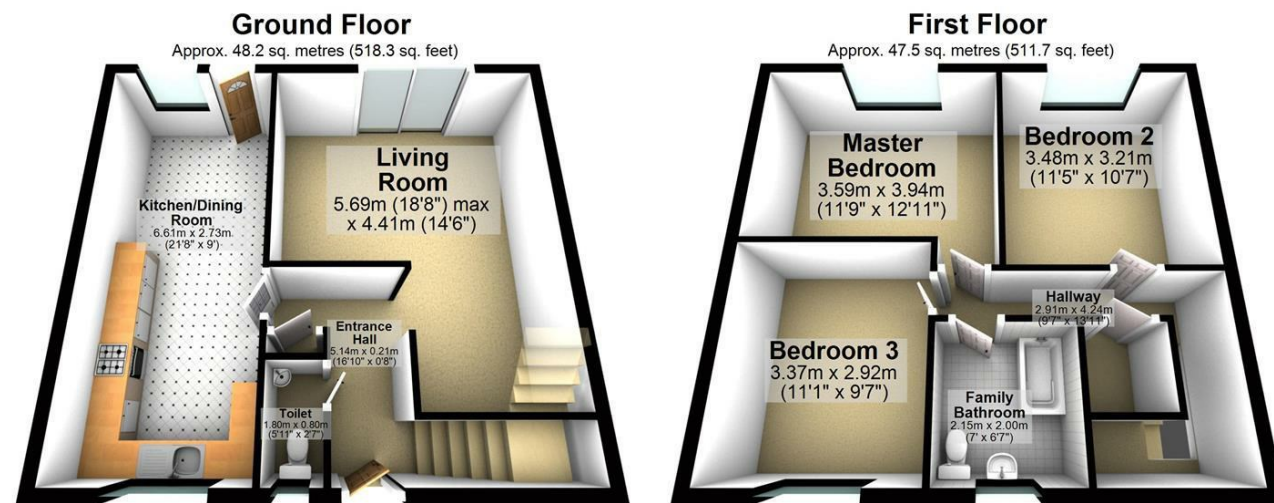 Ground Floor
Approx. 48.2 sq. metres (518.3 sq. feet)
Living
Room
5.69m (18'8") max
x 4.41m (14'6")
Kitchen/Dining
Room
6.61m x 2.73m
(21'8" x 9')
Entrance
Hall
5.14m x 0.21m
(16'10" x 0'8")
Toilet
1.80m x 0.80m
(5'11" x 2'7")
First Floor
Approx. 47.5 sq. metres (511.7 sq. feet)
Master
Bedroom
3.59m x 3.94m
(11'9" x 12'11")
Bedroom 2
3.48m x 3.21m
(11'5" x 10'7")
Hallway
2.91m x 4.24m
(9'7" x 13'11")
Bedroom 3
3.37m x 2.92m
(11'1" x 9'7")
Family
Bathroom
2.15m x 2.00m
(7' x 6'7")